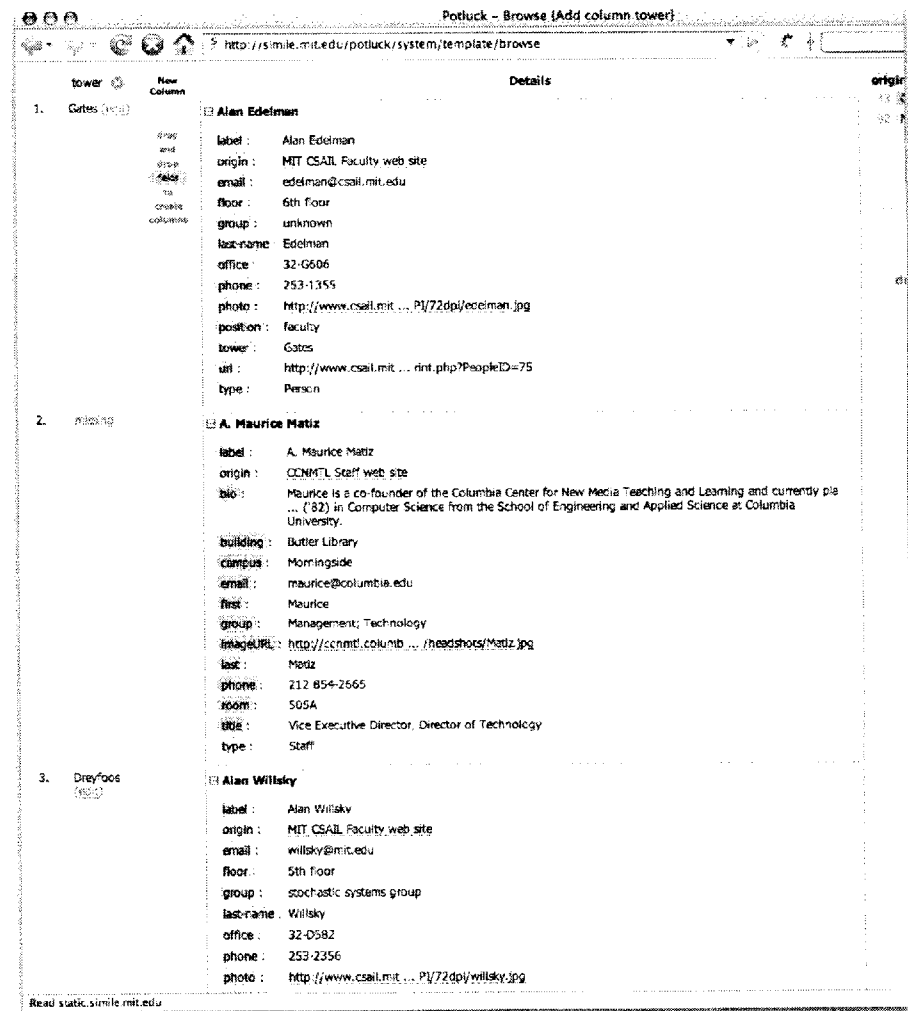 Potluck – Browse {Add column tower}
http://simile.mit.edu/potluck/system/template/browse
tower
New Column
Details
origin
1. Gates (edit)
drag and drop fields to create columns
Alan Edelman
label : Alan Edelman
origin : MIT CSAIL Faculty web site
email : edelman@csail.mit.edu
floor : 6th floor
group : unknown
last-name : Edelman
office : 32-G606
phone : 253-1355
photo : http://www.csail.mit ... PI/72dpi/edelman.jpg
position : faculty
tower : Gates
url : http://www.csail.mit ... rint.php?PeopleID=75
type : Person
2. missing
A. Maurice Matiz
label : A. Maurice Matiz
origin : CCNMTL Staff web site
bio : Maurice is a co-founder of the Columbia Center for New Media Teaching and Learning and currently pla
... ('82) in Computer Science from the School of Engineering and Applied Science at Columbia
University.
building : Butler Library
campus : Morningside
email : maurice@columbia.edu
first : Maurice
group : Management; Technology
imageURL : http://ccnmtl.columb ... /headshots/Matiz.jpg
last : Matiz
phone : 212 854-2665
room : 505A
title : Vice Executive Director, Director of Technology
type : Staff
3. Dreyfoos
(edit)
Alan Willsky
label : Alan Willsky
origin : MIT CSAIL Faculty web site
email : willsky@mit.edu
floor : 5th floor
group : stochastic systems group
last-name : Willsky
office : 32-D582
phone : 253-2356
photo : http://www.csail.mit ... PI/72dpi/willsky.jpg
Read static.simile.mit.edu